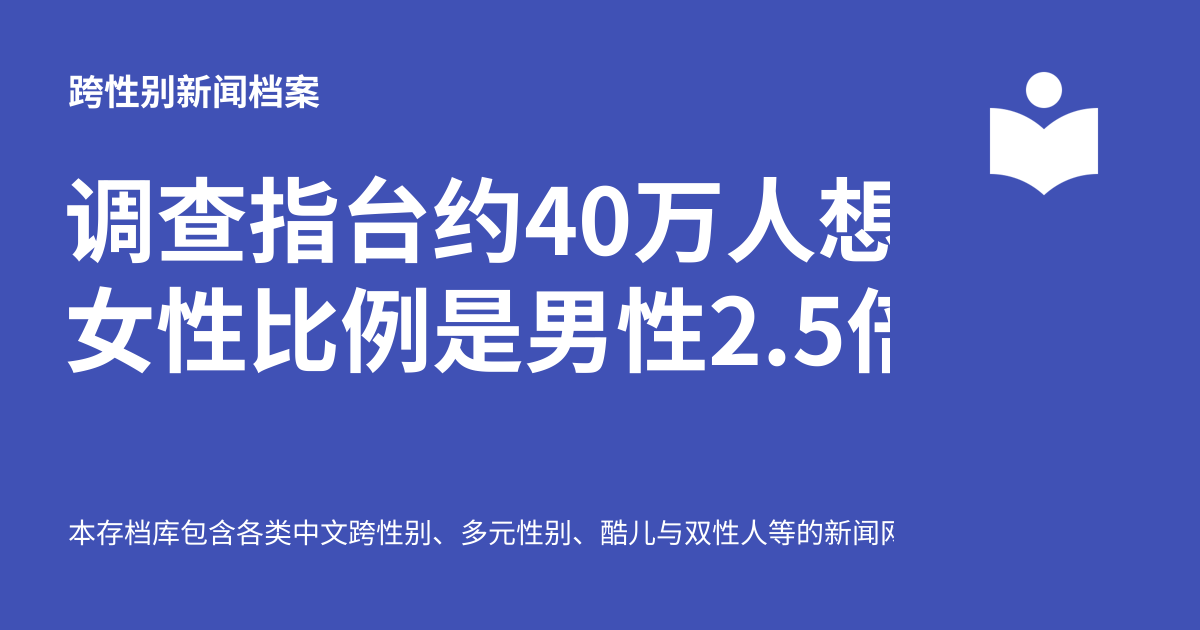 跨性别新闻档案
调查指台约40万人想
女性比例是男性2.5倍
本存档库包含各类中文跨性别、多元性别、酷儿与双性人等的新闻网